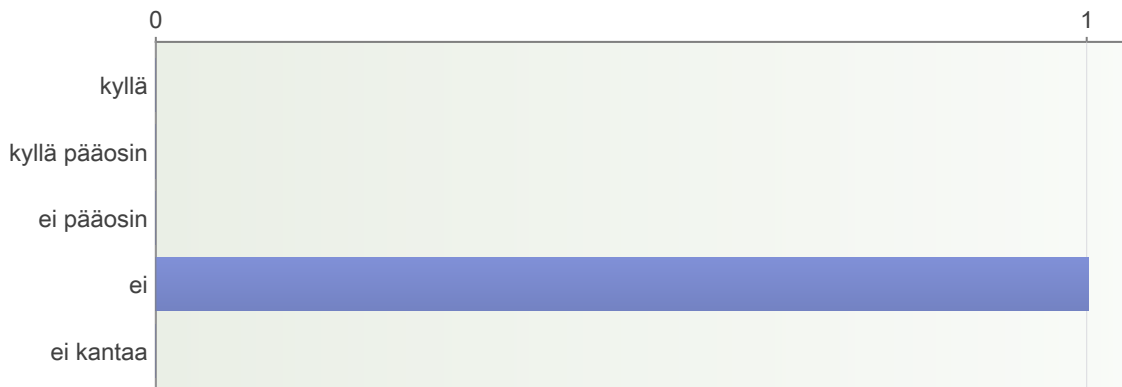 0 1
kyllä
kyllä pääosin
ei pääosin
ei
ei kantaa